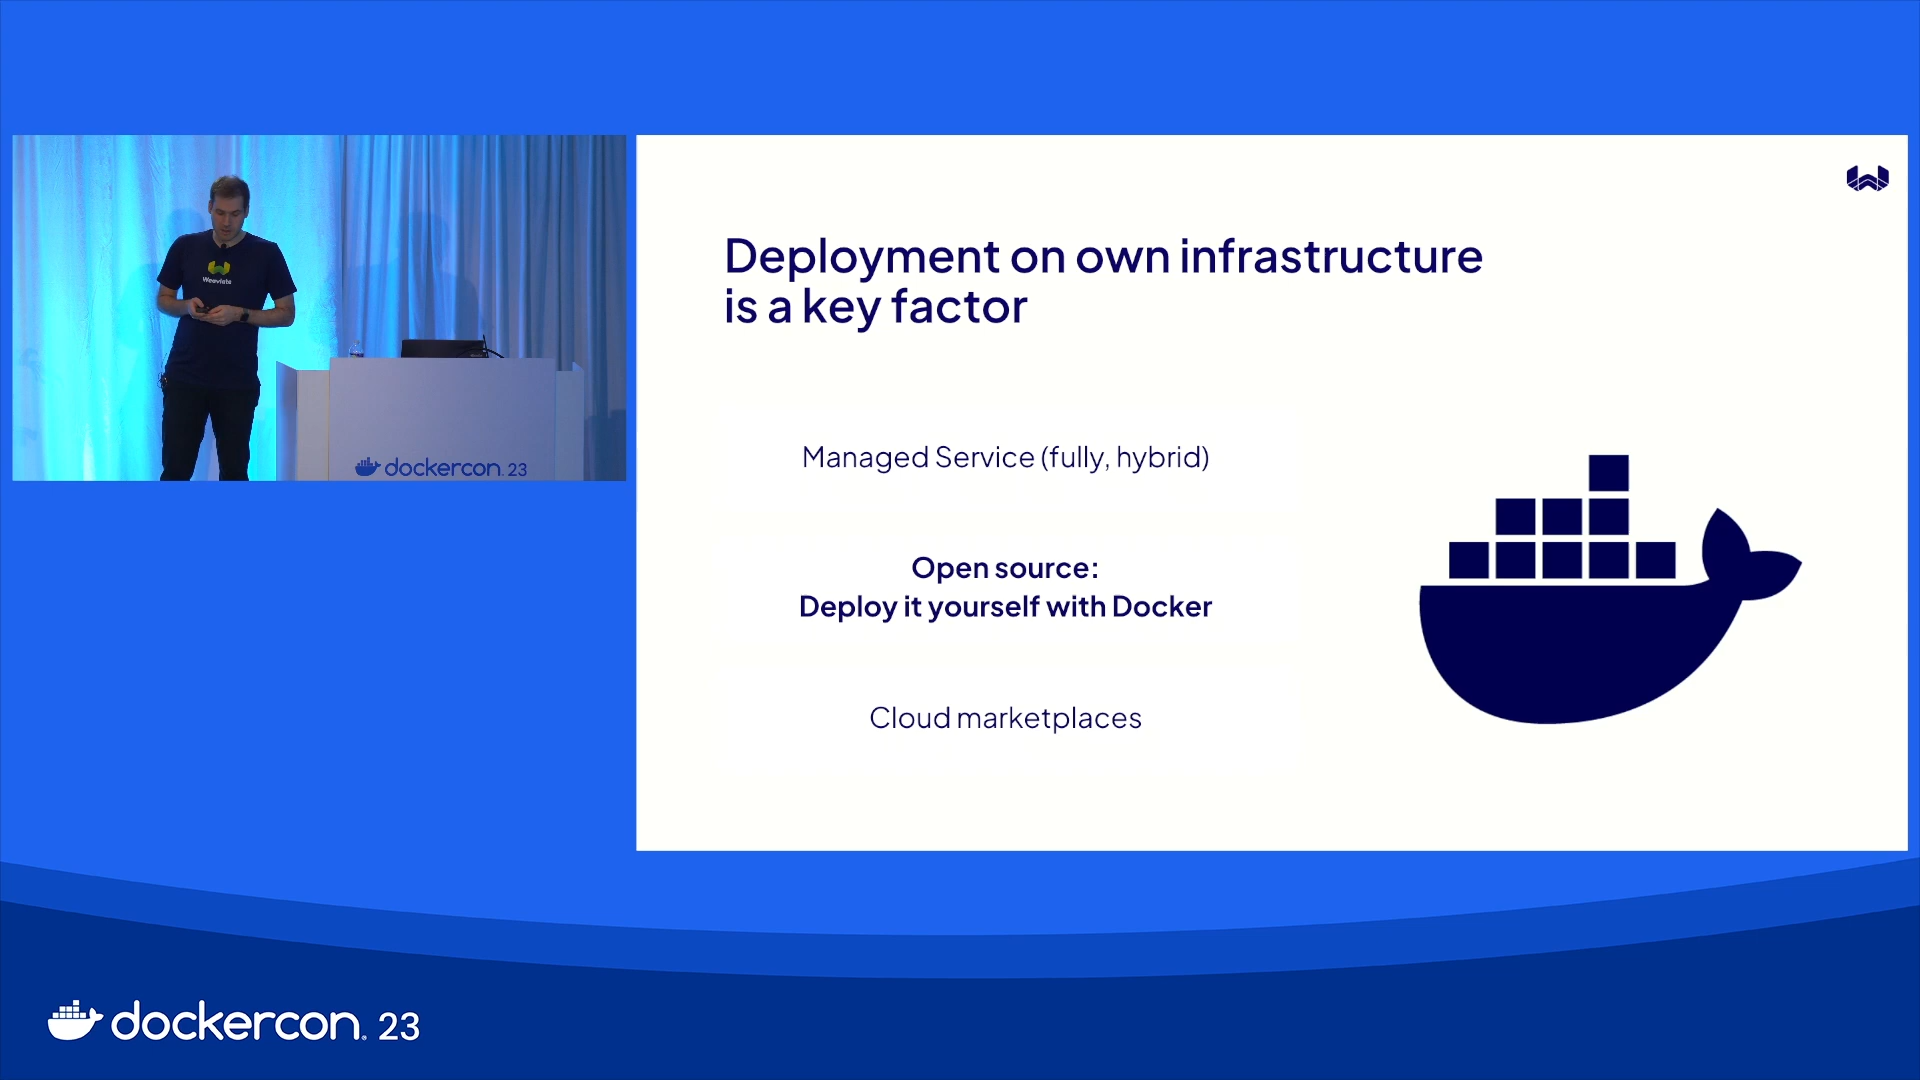 Weaviate
dockercon. 23
Deployment on own infrastructure
is a key factor
Managed Service (fully, hybrid)
Open source:
Deploy it yourself with Docker
Cloud marketplaces
dockercon. 23